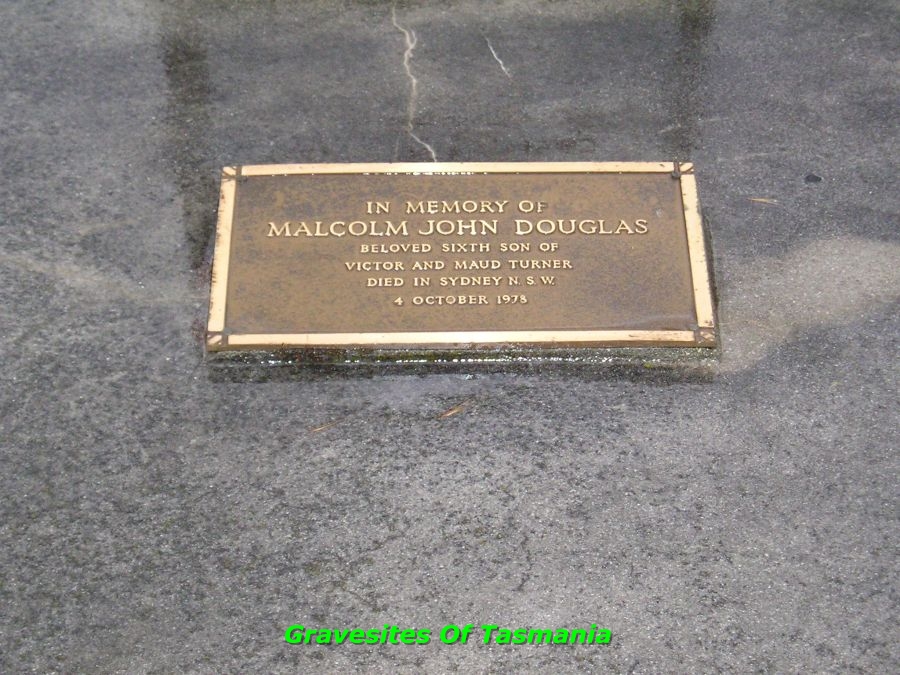 IN MEMORY OF
MALCOLM JOHN DOUGLAS
BELOVED SIXTH SON OF
VICTOR AND MAUD TURNER
DIED IN SYDNEY N.S.W.
4 OCTOBER 1978
Gravesites Of Tasmania